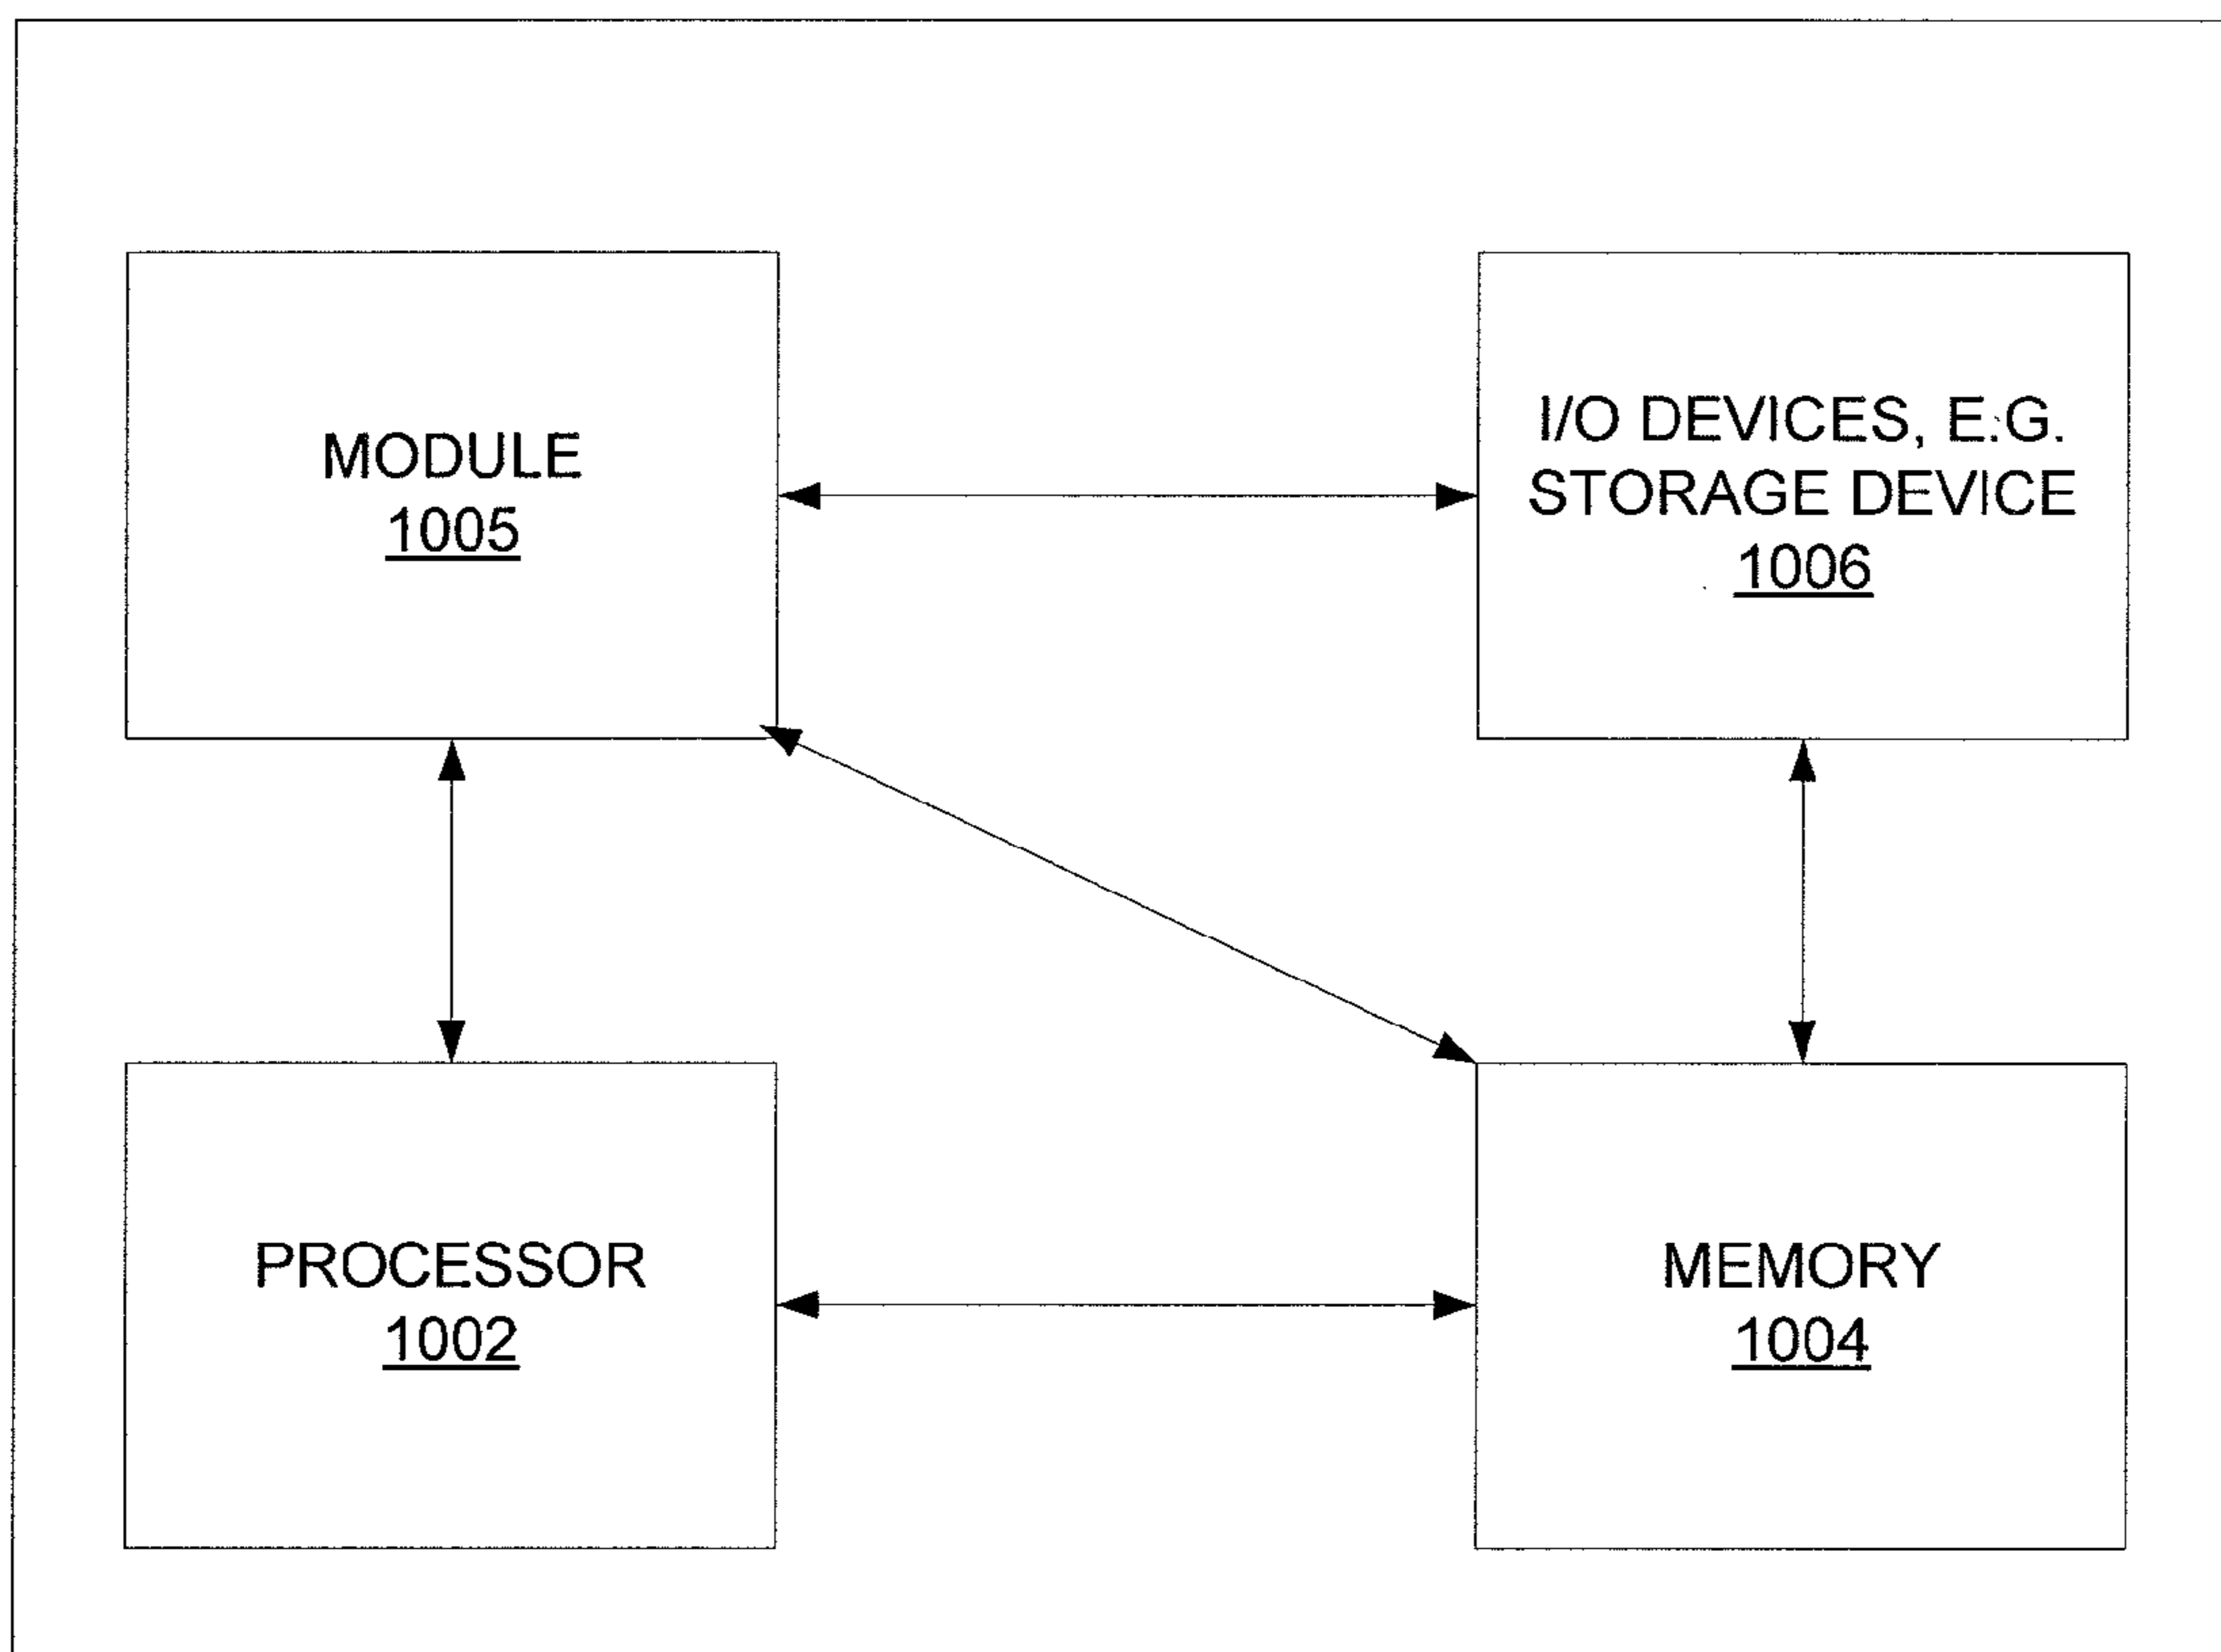 MODULE
1005
I/O DEVICES, E.G.
STORAGE DEVICE
1006
PROCESSOR
1002
MEMORY
1004